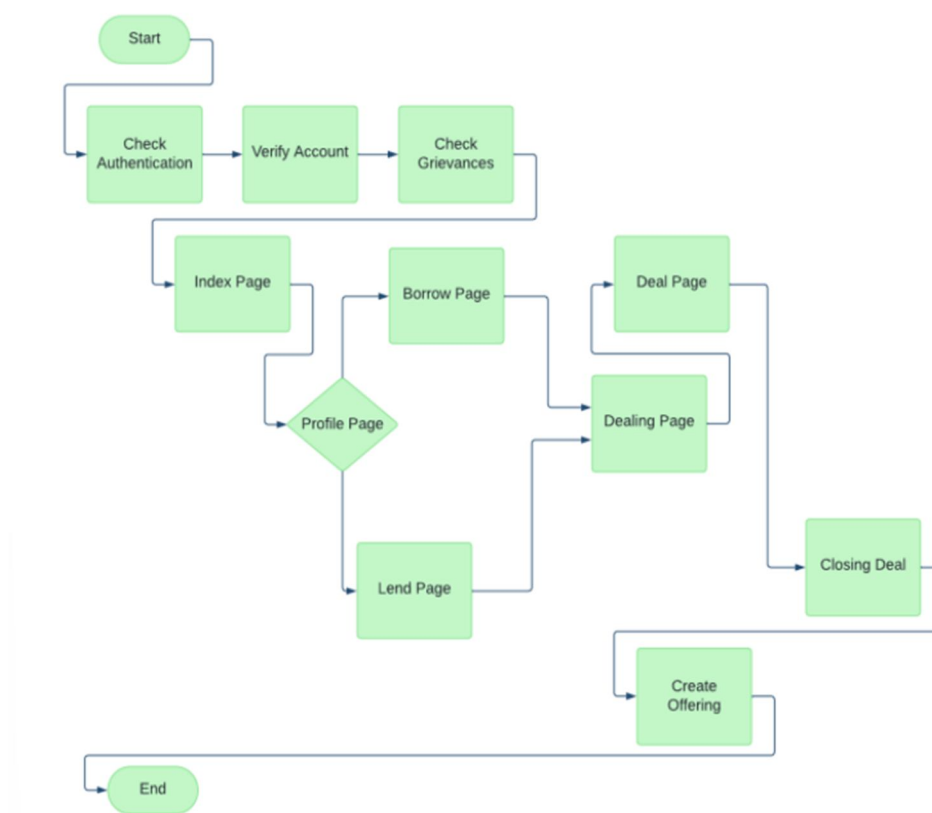 Start
Check
Authentication
Verify Account
Check
Grievances
Index Page
Borrow Page
Deal Page
Profile Page
Dealing Page
Lend Page
Closing Deal
Create
Offering
End